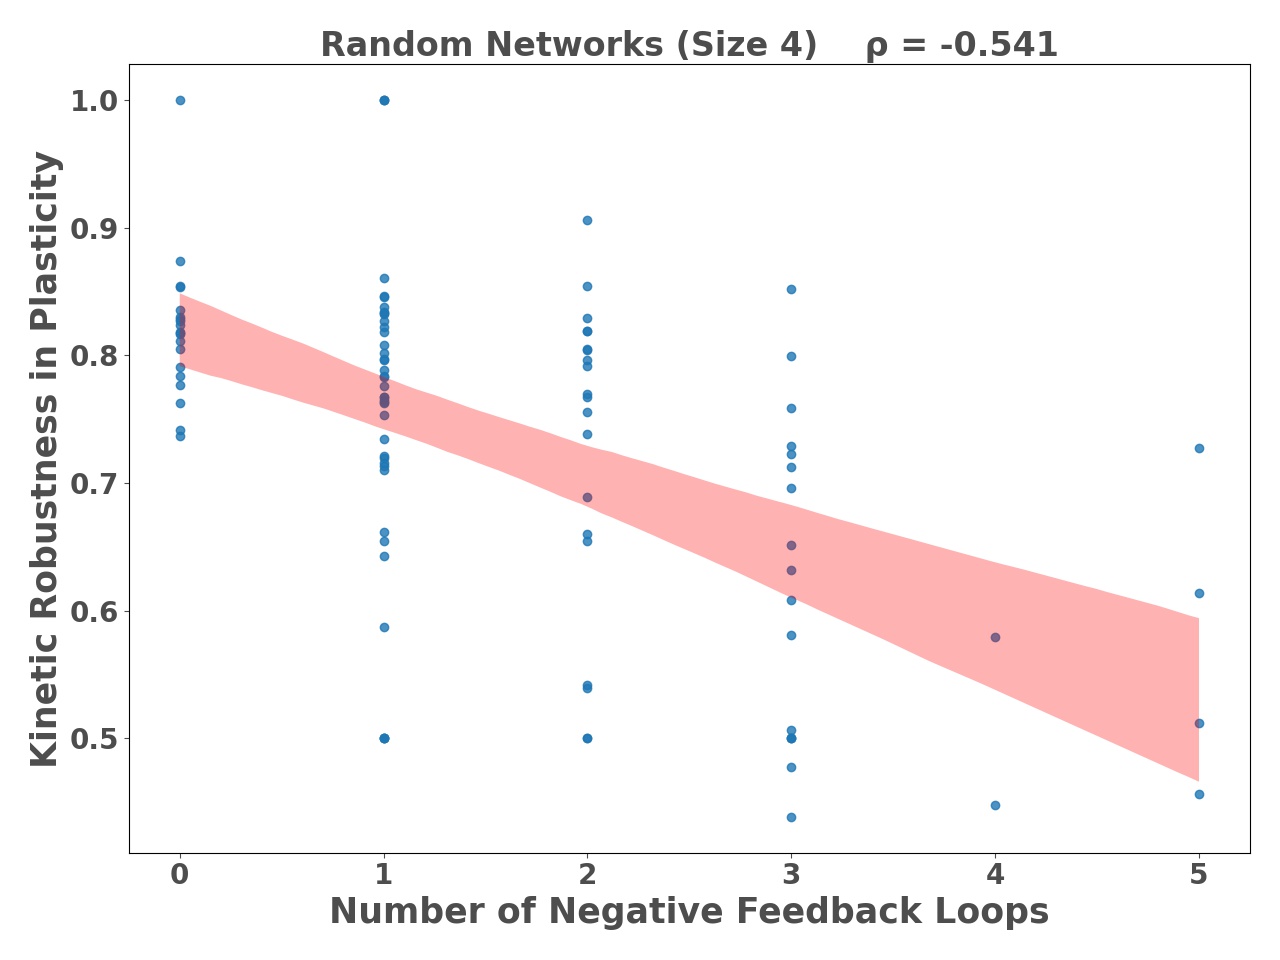 Random Networks (Size 4)    ρ = -0.541
Kinetic Robustness in Plasticity
1.0
0.9
0.8
0.7
0.6
0.5
0 1 2 3 4 5
Number of Negative Feedback Loops